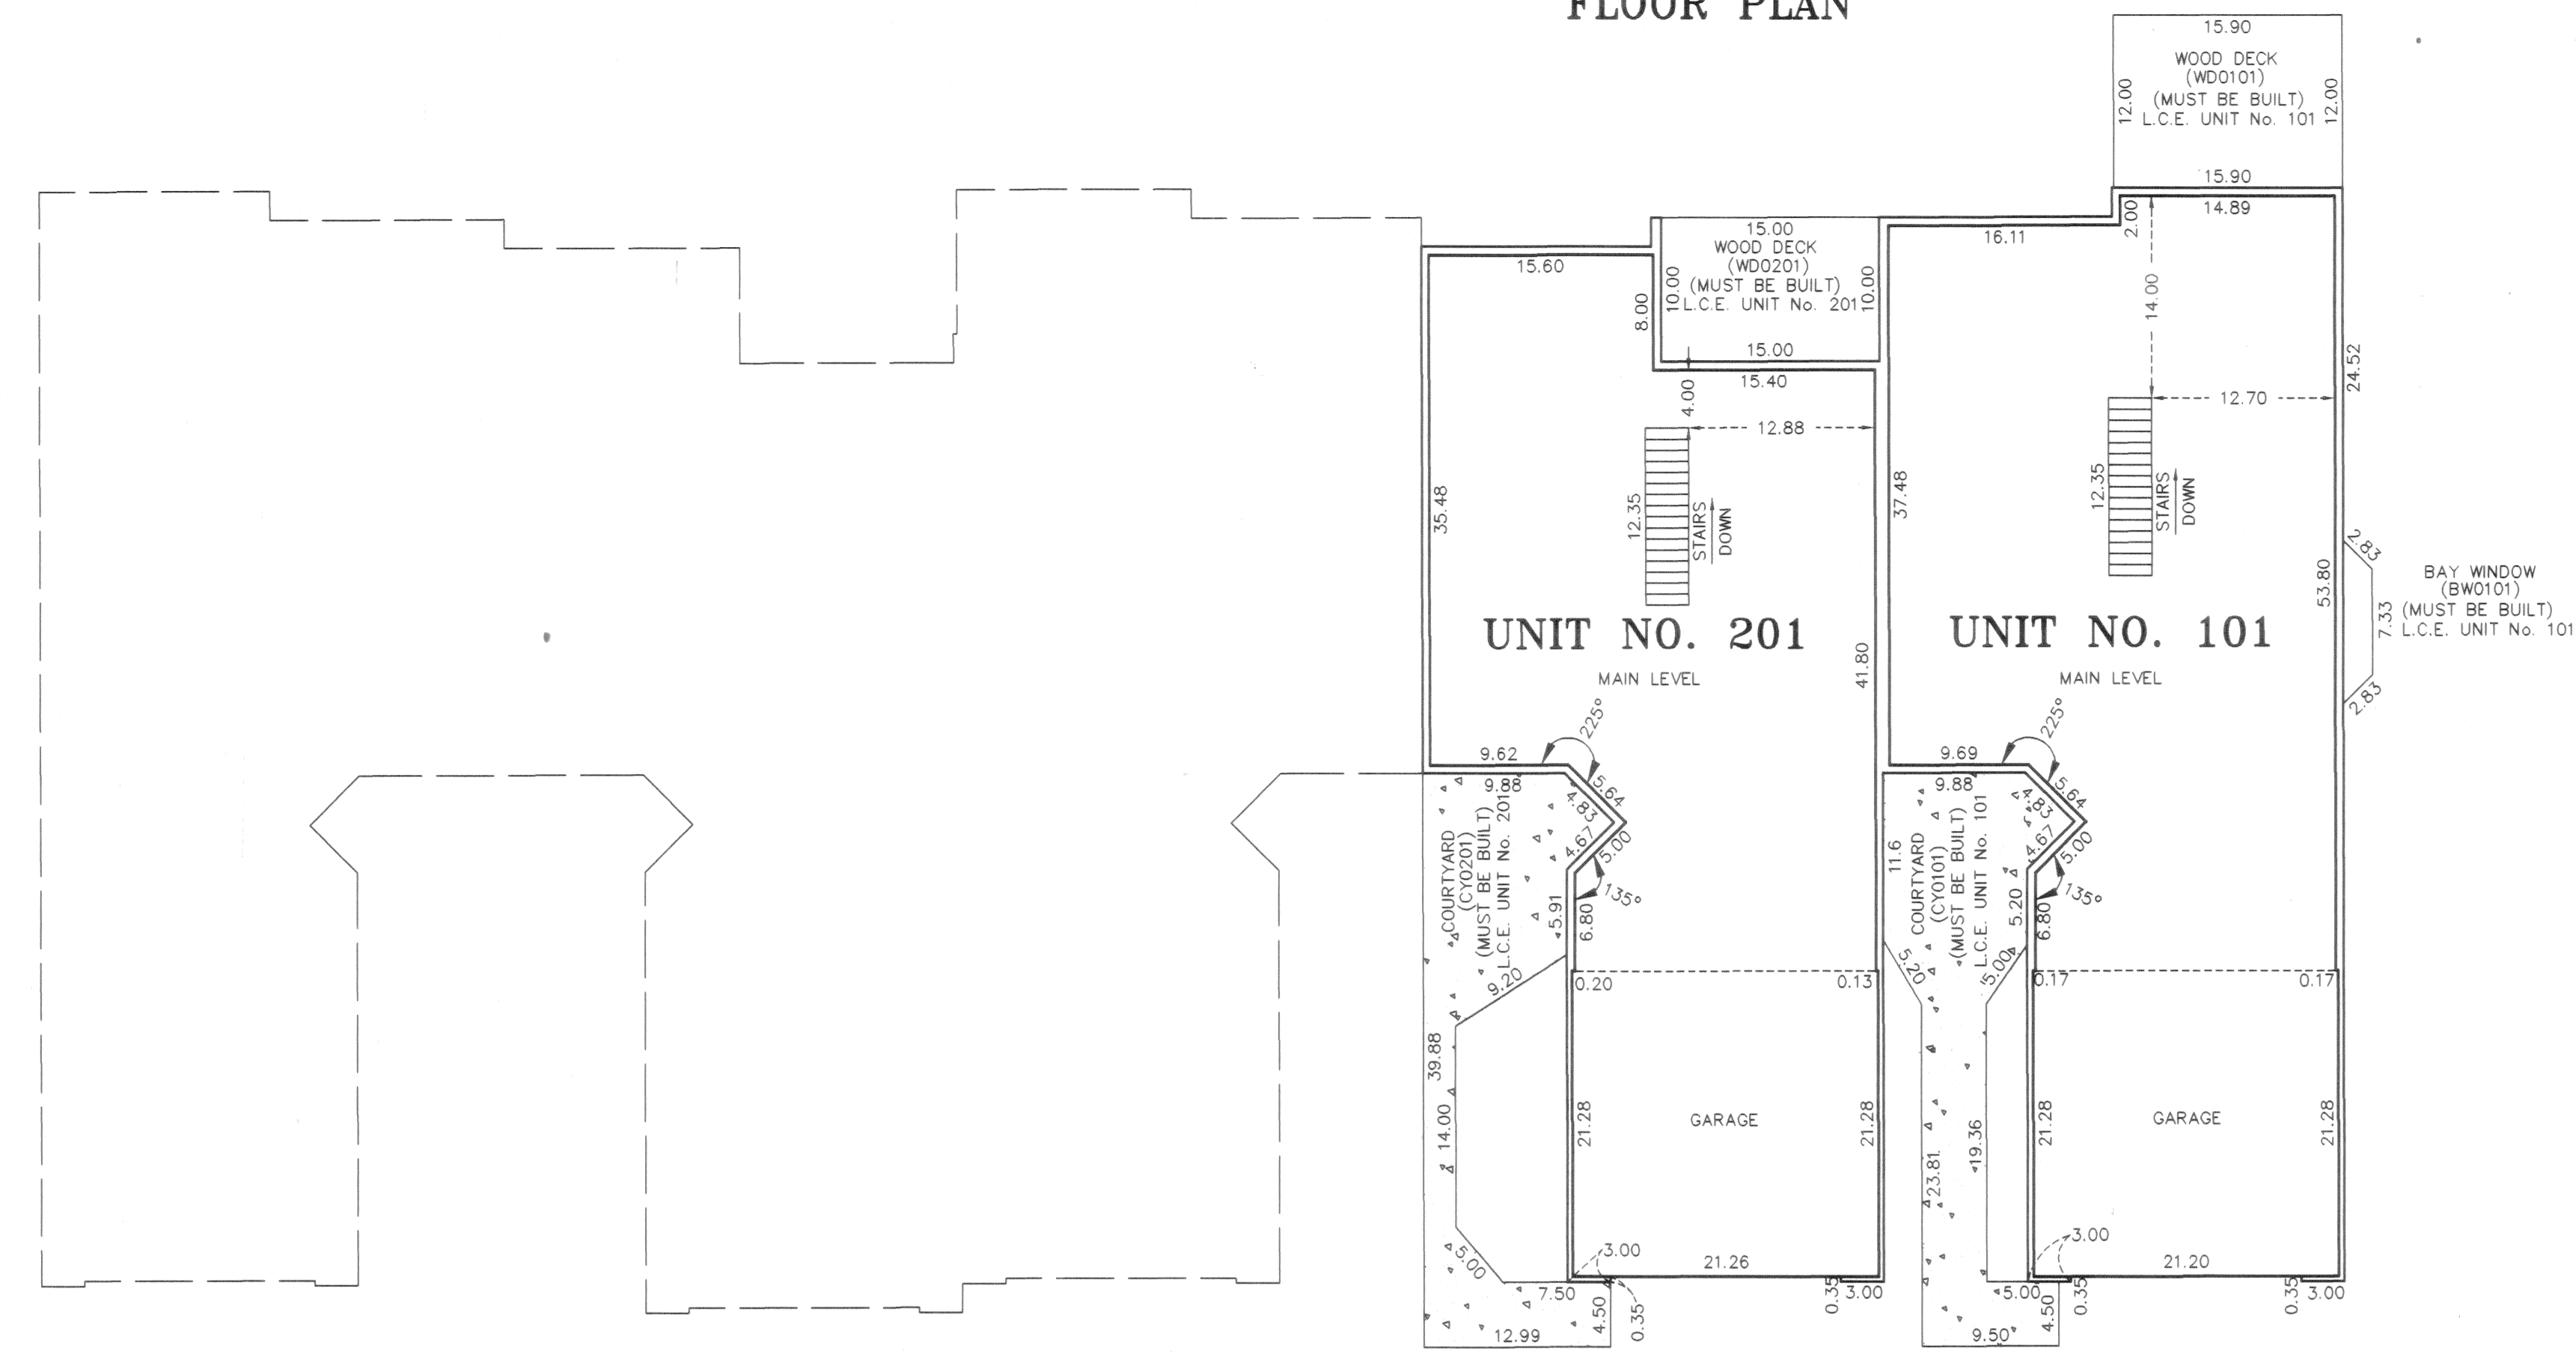 FLOOR PLAN
15.90
WOOD DECK
(WD0101)
(MUST BE BUILT)
L.C.E. UNIT No. 101
12.00
12.00
15.90
14.89
2.00
16.11
14.00
24.52
12.70
37.48
12.35
STAIRS
DOWN
53.80
2.83
7.33
2.83
BAY WINDOW
(BW0101)
(MUST BE BUILT)
L.C.E. UNIT No. 101
UNIT NO. 101
MAIN LEVEL
225°
9.69
9.88
5.64
4.83
4.67
5.00
135°
11.6
COURTYARD
(CY0101)
(MUST BE BUILT)
L.C.E. UNIT No. 101
5.20
6.80
5.20
5.00
0.17
0.17
21.28
GARAGE
21.28
19.36
23.81
3.00
21.20
5.00
4.50
0.35
0.35
3.00
9.50
15.00
WOOD DECK
(WD0201)
(MUST BE BUILT)
L.C.E. UNIT No. 201
10.00
10.00
15.00
15.60
8.00
15.40
4.00
12.88
35.48
12.35
STAIRS
DOWN
UNIT NO. 201
MAIN LEVEL
41.80
225°
9.62
9.88
5.64
4.83
4.67
5.00
135°
COURTYARD
(CY0201)
(MUST BE BUILT)
L.C.E. UNIT No. 201
5.91
6.80
9.20
0.20
0.13
39.88
14.00
21.28
GARAGE
21.28
5.00
3.00
21.26
7.50
4.50
0.35
0.35
3.00
12.99